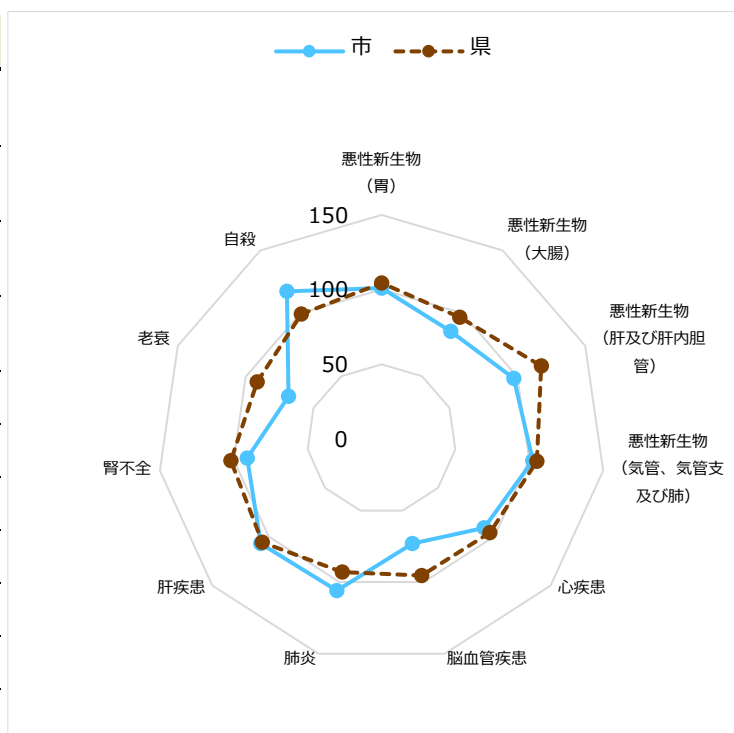 市 県
悪性新生物
（胃）
150
悪性新生物
（大腸）
自殺
100
悪性新生物
（肝及び肝内胆
管）
老衰
50
悪性新生物
（気管、気管支
及び肺）
0
腎不全
心疾患
肝疾患
脳血管疾患
肺炎